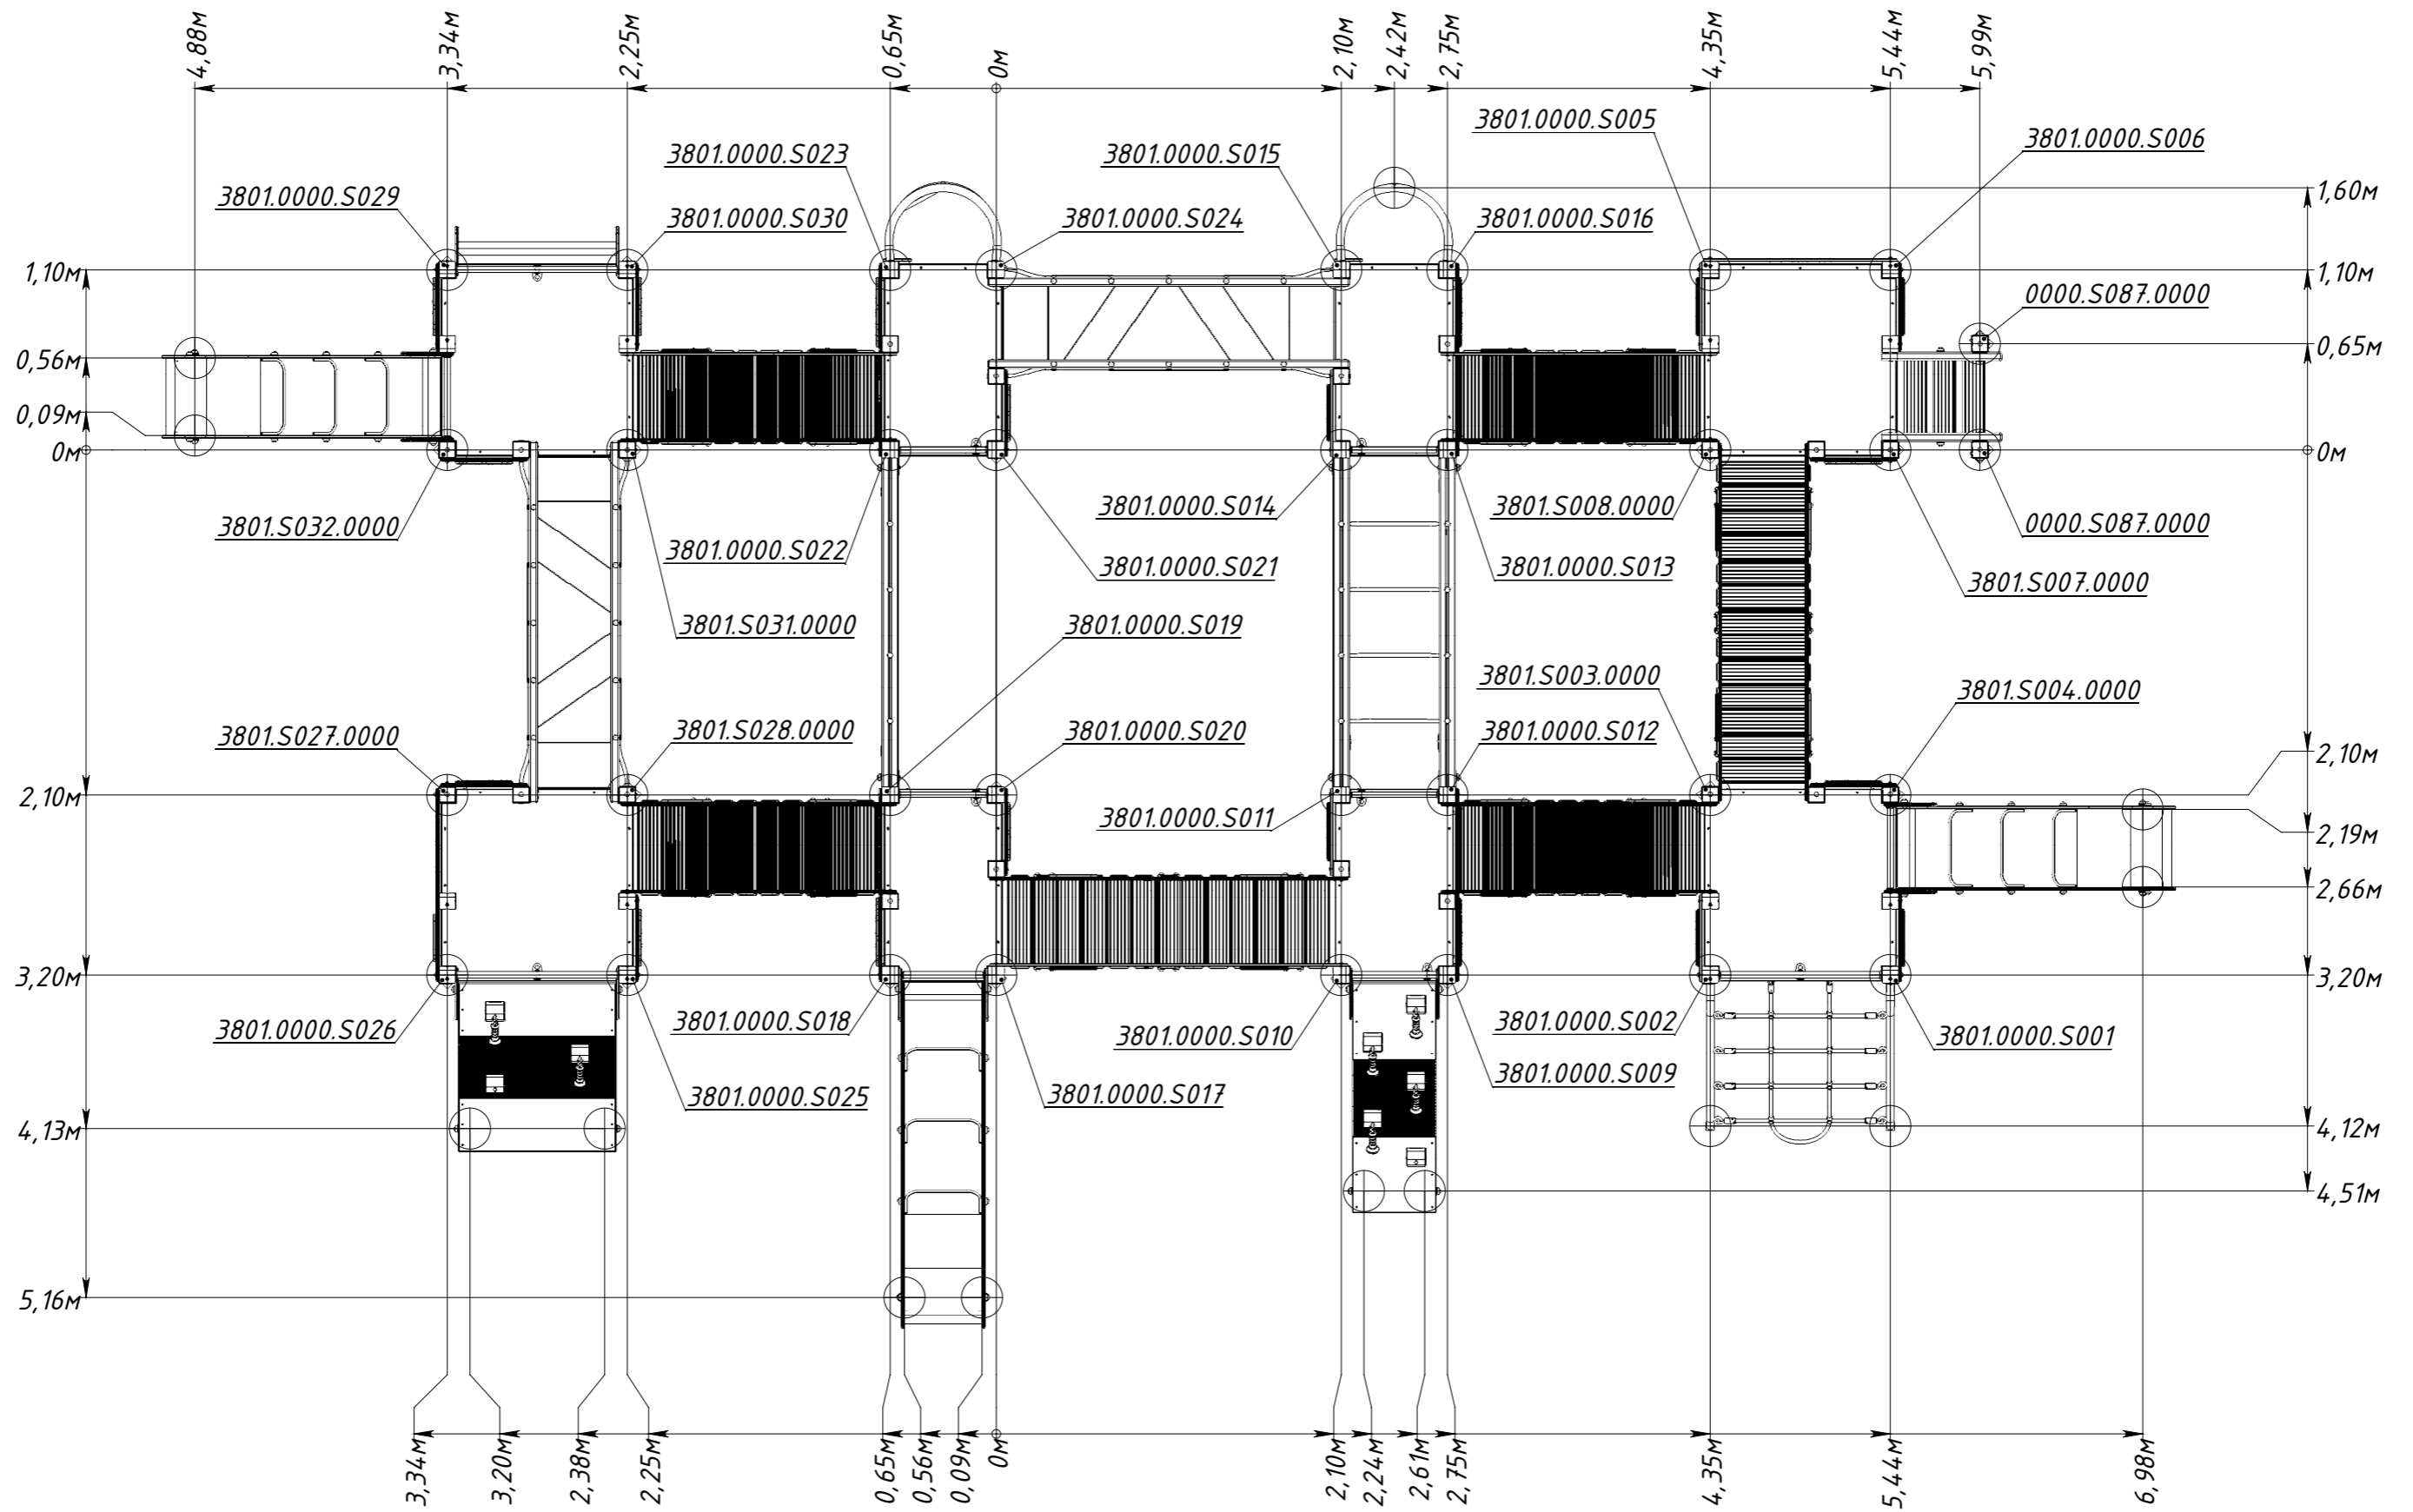 4,88м
3,34м
2,25м
0,65м
0м
2,10м
2,42м
2,75м
4,35м
5,44м
5,99м
3801.0000.S005
3801.0000.S006
3801.0000.S023
3801.0000.S015
3801.0000.S029
3801.0000.S030
3801.0000.S024
3801.0000.S016
1,60м
1,10м
1,10м
0000.S087.0000
0,56м
0,65м
0,09м
0м
0м
3801.0000.S014
3801.S008.0000
3801.S032.0000
0000.S087.0000
3801.0000.S022
3801.0000.S021
3801.0000.S013
3801.S007.0000
3801.S031.0000
3801.0000.S019
3801.S003.0000
3801.S004.0000
3801.S027.0000
3801.S028.0000
3801.0000.S020
3801.0000.S012
2,10м
2,10м
3801.0000.S011
2,19м
2,66м
3,20м
3,20м
3801.0000.S026
3801.0000.S018
3801.0000.S010
3801.0000.S002
3801.0000.S001
3801.0000.S025
3801.0000.S017
3801.0000.S009
4,13м
4,12м
4,51м
5,16м
3,34м
3,20м
2,38м
2,25м
0,65м
0,56м
0,09м
0м
2,10м
2,24м
2,61м
2,75м
4,35м
5,44м
6,98м